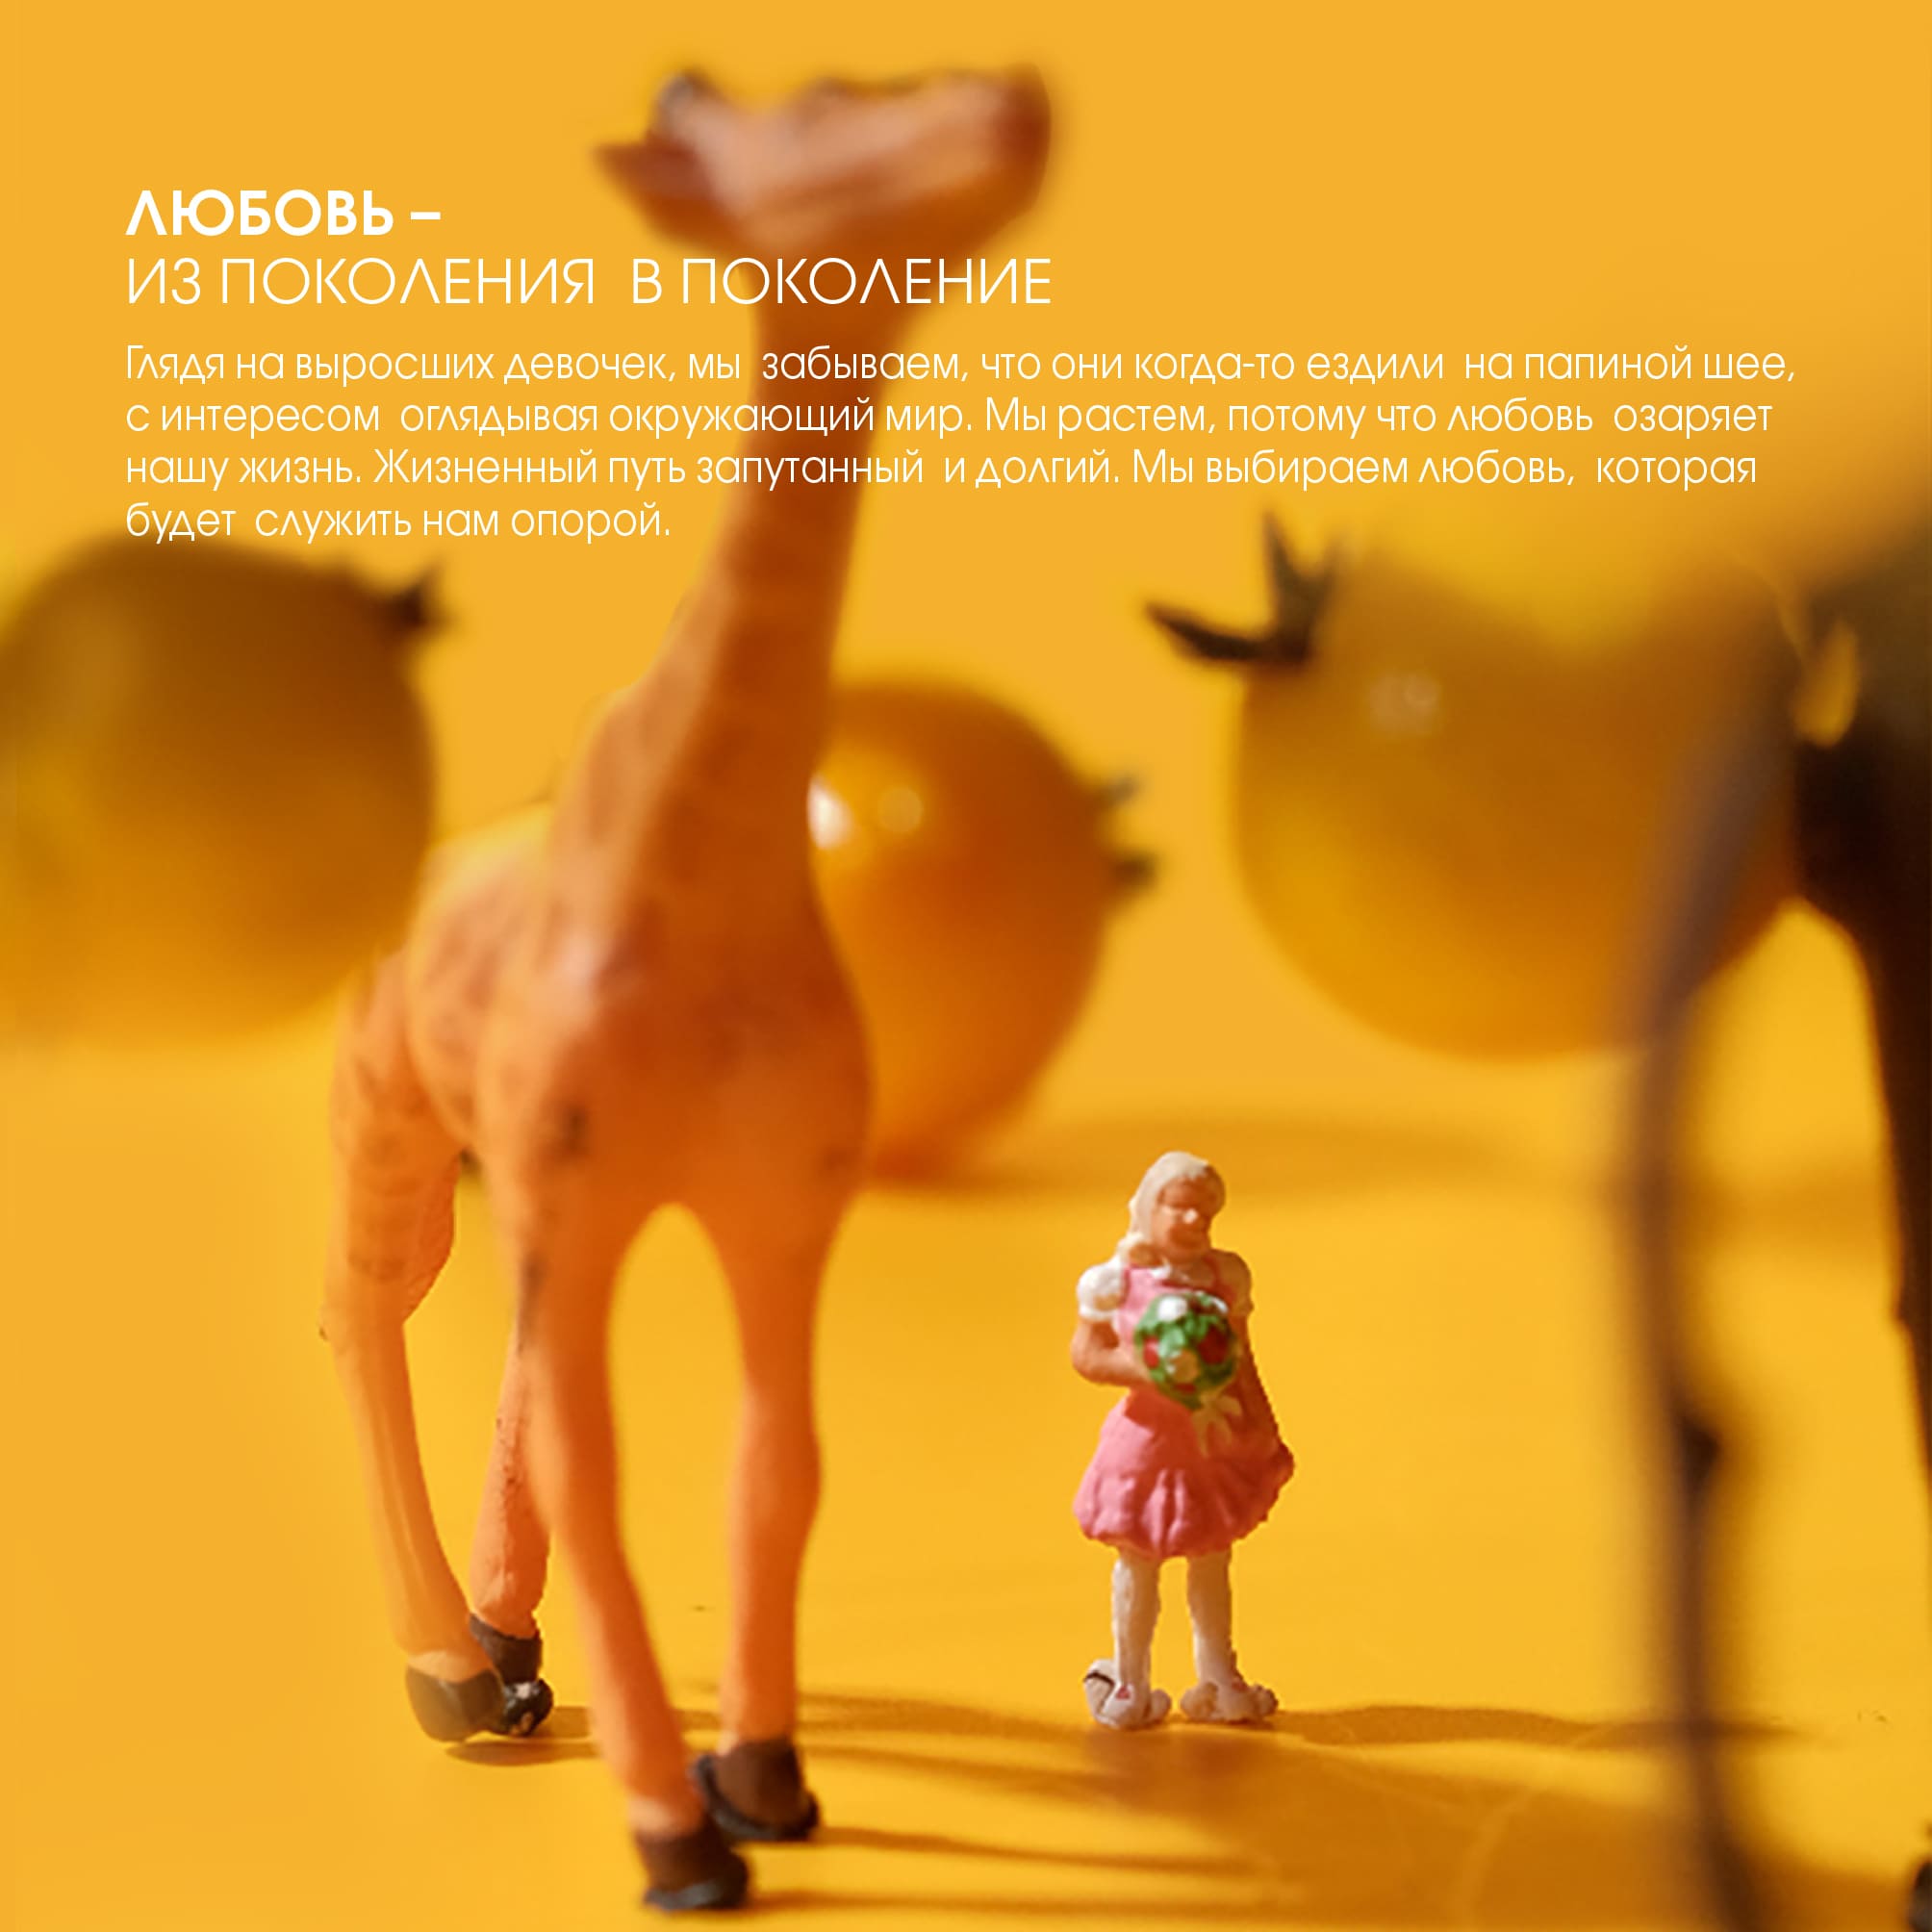 ЛЮБОВЬ –
ИЗ ПОКОЛЕНИЯ В ПОКОЛЕНИЕ
Глядя на выросших девочек, мы забываем, что они когда-то ездили на папиной шее,
с интересом оглядывая окружающий мир. Мы растем, потому что любовь озаряет
нашу жизнь. Жизненный путь запутанный и долгий. Мы выбираем любовь, которая
будет служить нам опорой.